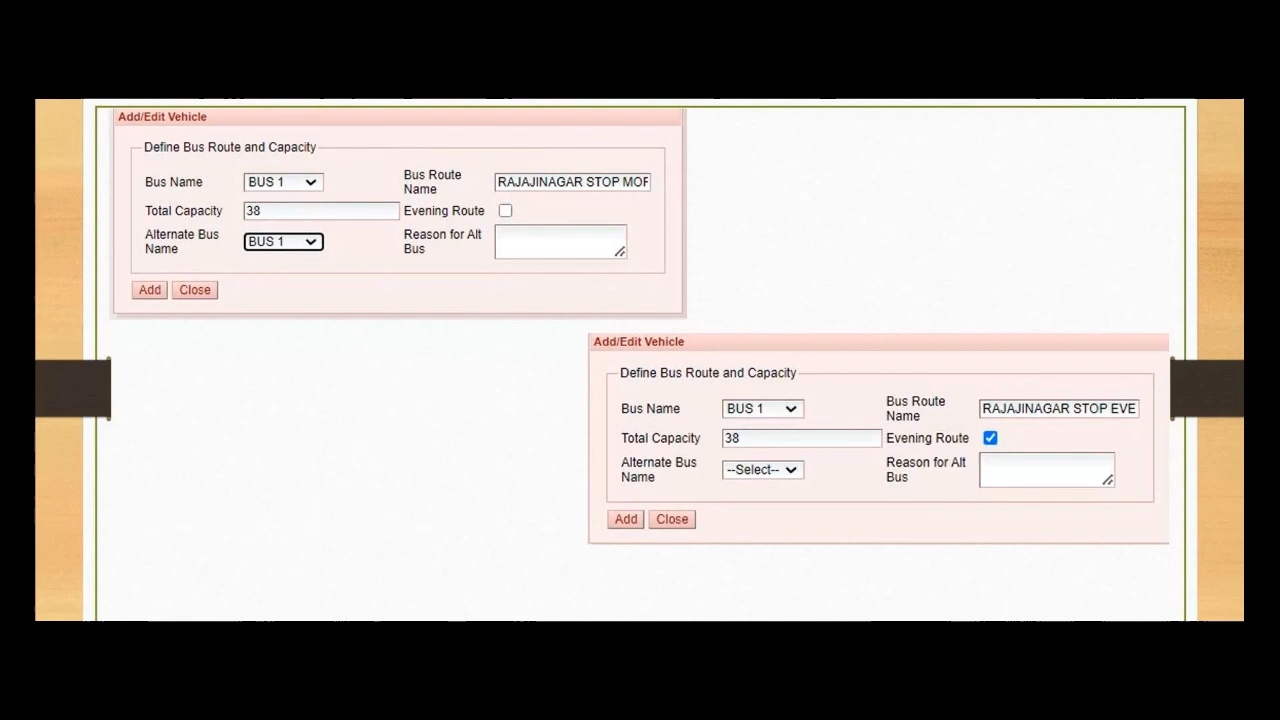 Add/Edit Vehicle
Define Bus Route and Capacity
Bus Name BUS 1 Bus Route Name RAJAJINAGAR STOP MOR
Total Capacity 38 Evening Route
Alternate Bus Name BUS 1 Reason for Alt Bus
Add Close
Add/Edit Vehicle
Define Bus Route and Capacity
Bus Name BUS 1 Bus Route Name RAJAJINAGAR STOP EVE
Total Capacity 38 Evening Route
Alternate Bus Name --Select-- Reason for Alt Bus
Add Close